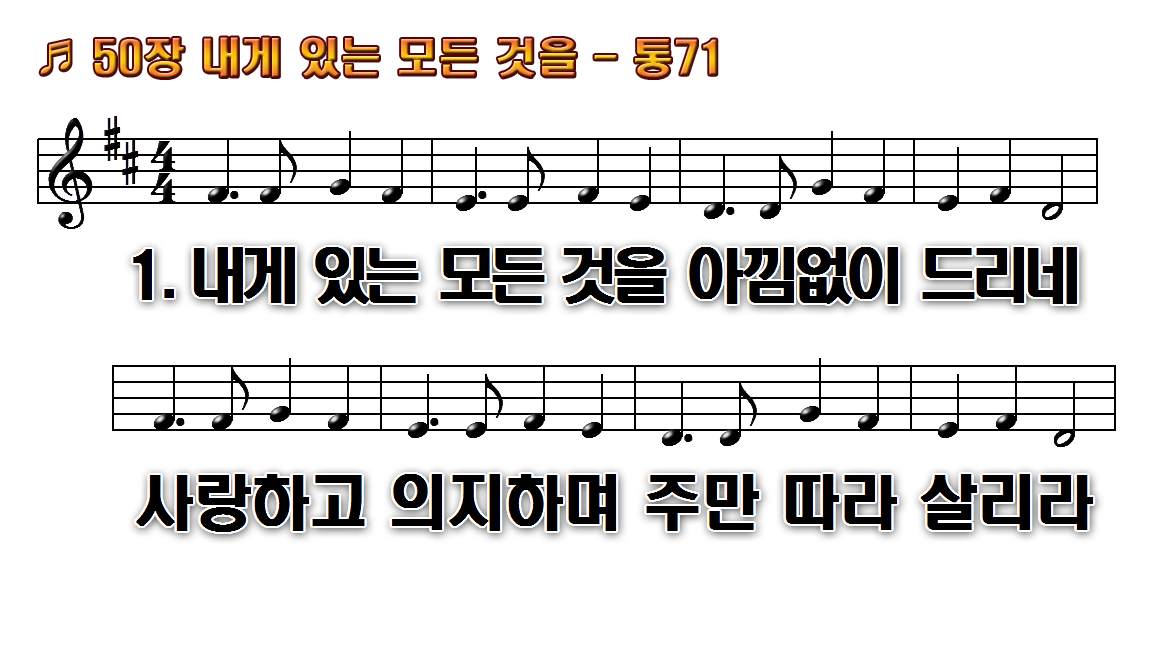 ♬ 50장 내게 있는 모든 것을 - 통71
4
4
1. 내게 있는 모든 것을 아낌없이 드리네
사랑하고 의지하며 주만 따라 살리라